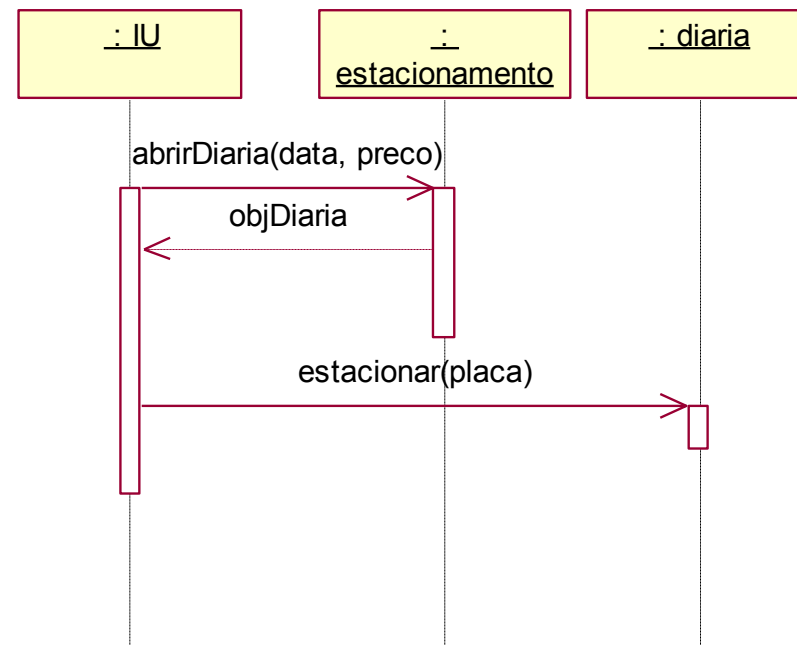 : IU
:
estacionamento
: diaria
abrirDiaria(data, preco)
objDiaria
estacionar(placa)